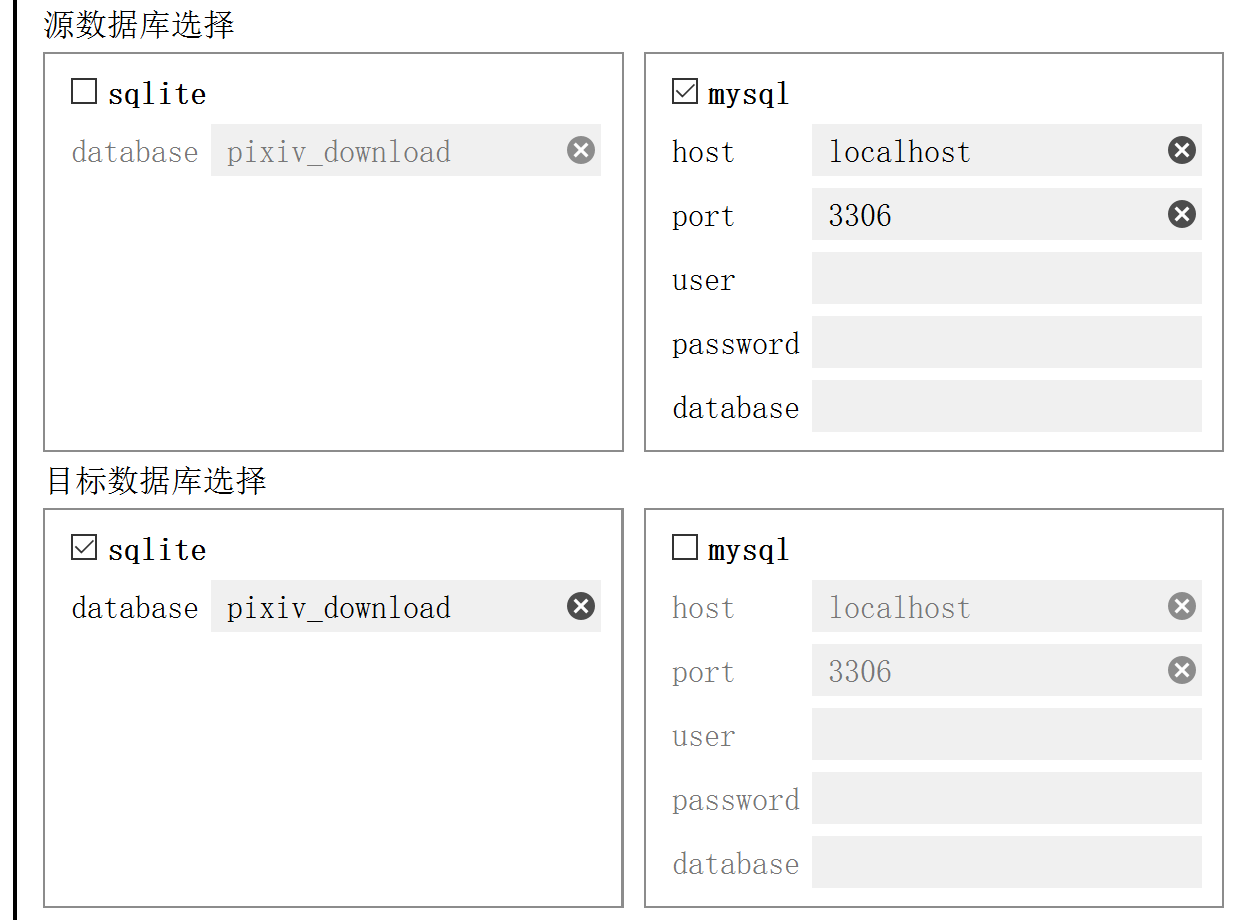 源数据库选择
sqlite
database pixiv_download
mysql
host localhost
port 3306
user
password
database
目标数据库选择
sqlite
database pixiv_download
mysql
host localhost
port 3306
user
password
database